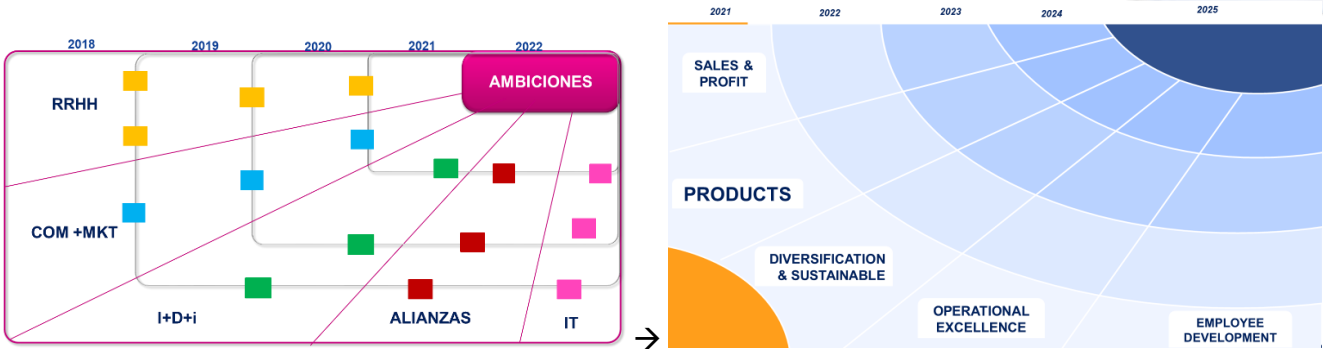 2018 2019 2020 2021 2022
AMBICIONES
RRHH
COM +MKT
I+D+i
ALIANZAS
IT
→
2021 2022 2023 2024 2025
SALES &
PROFIT
PRODUCTS
DIVERSIFICATION
& SUSTAINABLE
OPERATIONAL
EXCELLENCE
EMPLOYEE
DEVELOPMENT